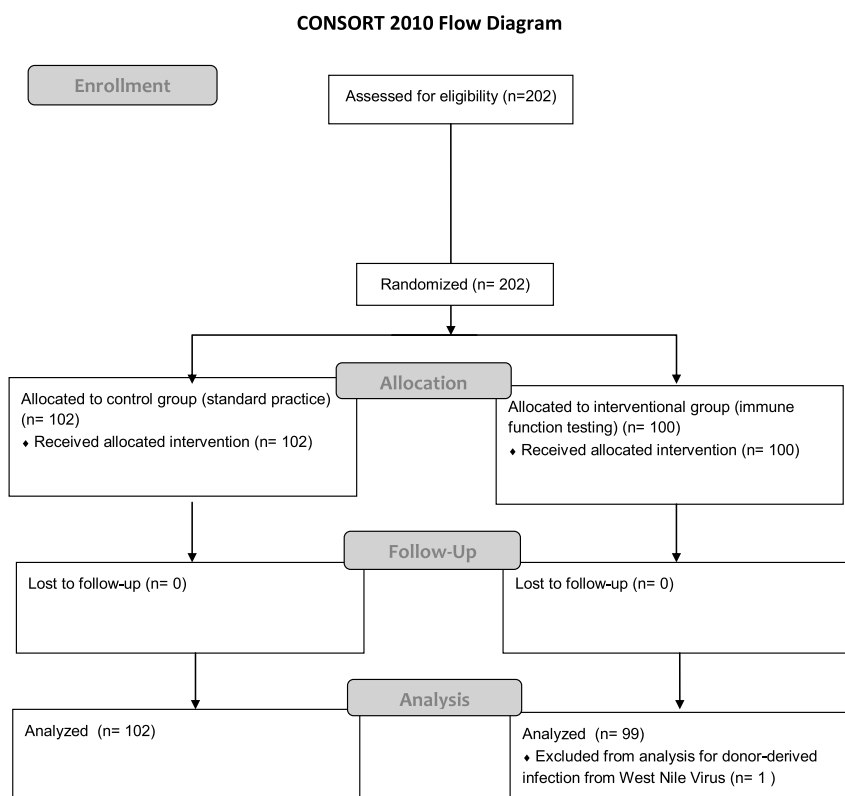 CONSORT 2010 Flow Diagram
Enrollment
Assessed for eligibility (n=202)
Randomized (n= 202)
Allocation
Allocated to control group (standard practice)
(n= 102)
♦ Received allocated intervention (n= 102)
Allocated to interventional group (immune
function testing) (n= 100)
♦ Received allocated intervention (n= 100)
Follow-Up
Lost to follow-up (n= 0)
Lost to follow-up (n= 0)
Analysis
Analyzed (n= 102)
Analyzed (n= 99)
♦ Excluded from analysis for donor-derived
infection from West Nile Virus (n= 1 )